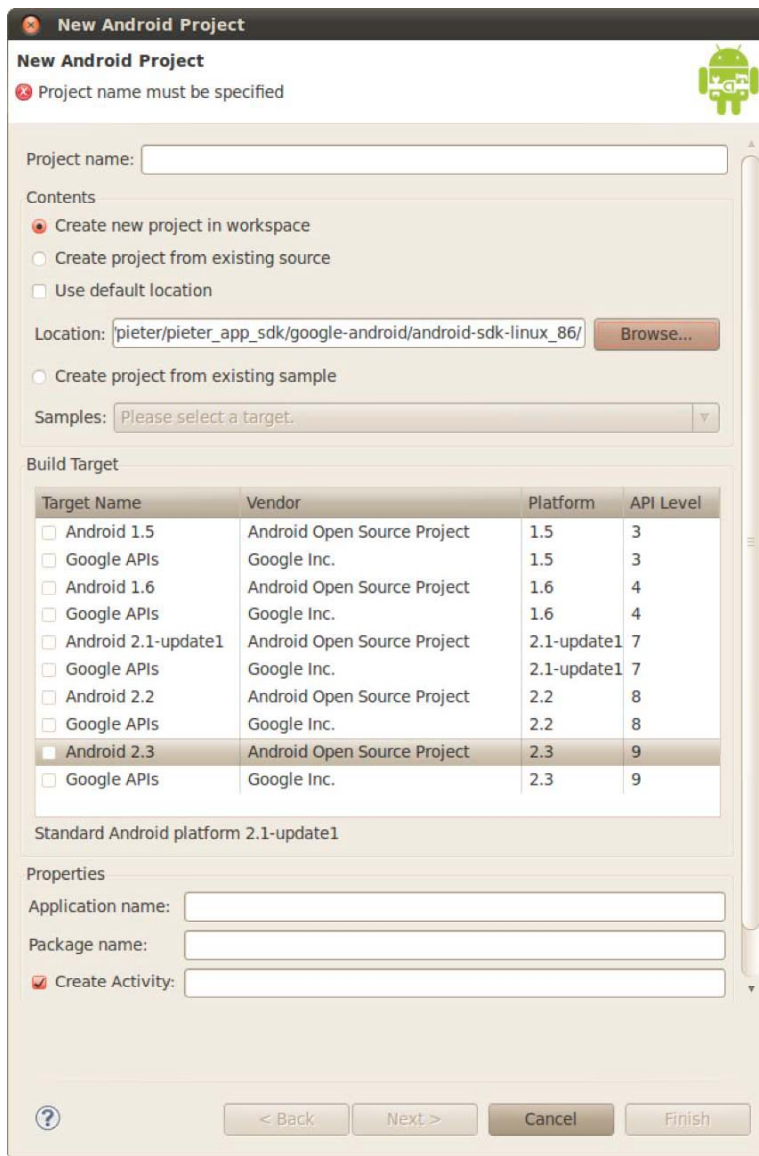 New Android Project
New Android Project
Project name must be specified
Project name:
Contents
Create new project in workspace
Create project from existing source
Use default location
Location: pieter/pieter_app_sdk/google-android/android-sdk-linux_86/ Browse...
Create project from existing sample
Samples: Please select a target.
Build Target
Target Name Vendor Platform API Level
Android 1.5 Android Open Source Project 1.5 3
Google APIs Google Inc. 1.5 3
Android 1.6 Android Open Source Project 1.6 4
Google APIs Google Inc. 1.6 4
Android 2.1-update1 Android Open Source Project 2.1-update1 7
Google APIs Google Inc. 2.1-update1 7
Android 2.2 Android Open Source Project 2.2 8
Google APIs Google Inc. 2.2 8
Android 2.3 Android Open Source Project 2.3 9
Google APIs Google Inc. 2.3 9
Standard Android platform 2.1-update1
Properties
Application name:
Package name:
Create Activity:
? < Back Next > Cancel Finish